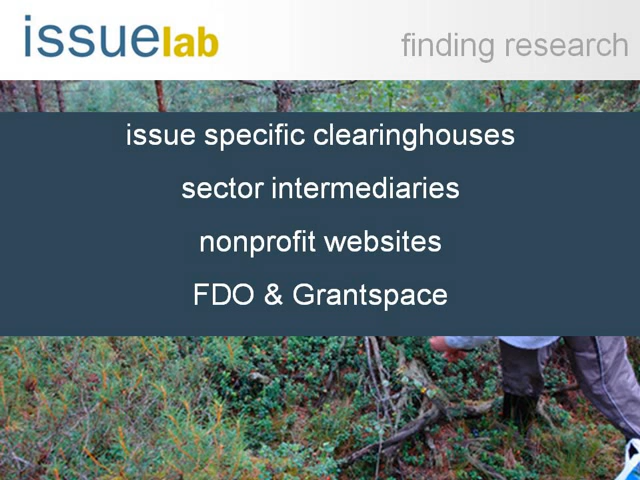 issuelab
finding research
issue specific clearinghouses
sector intermediaries
nonprofit websites
FDO & Grantspace